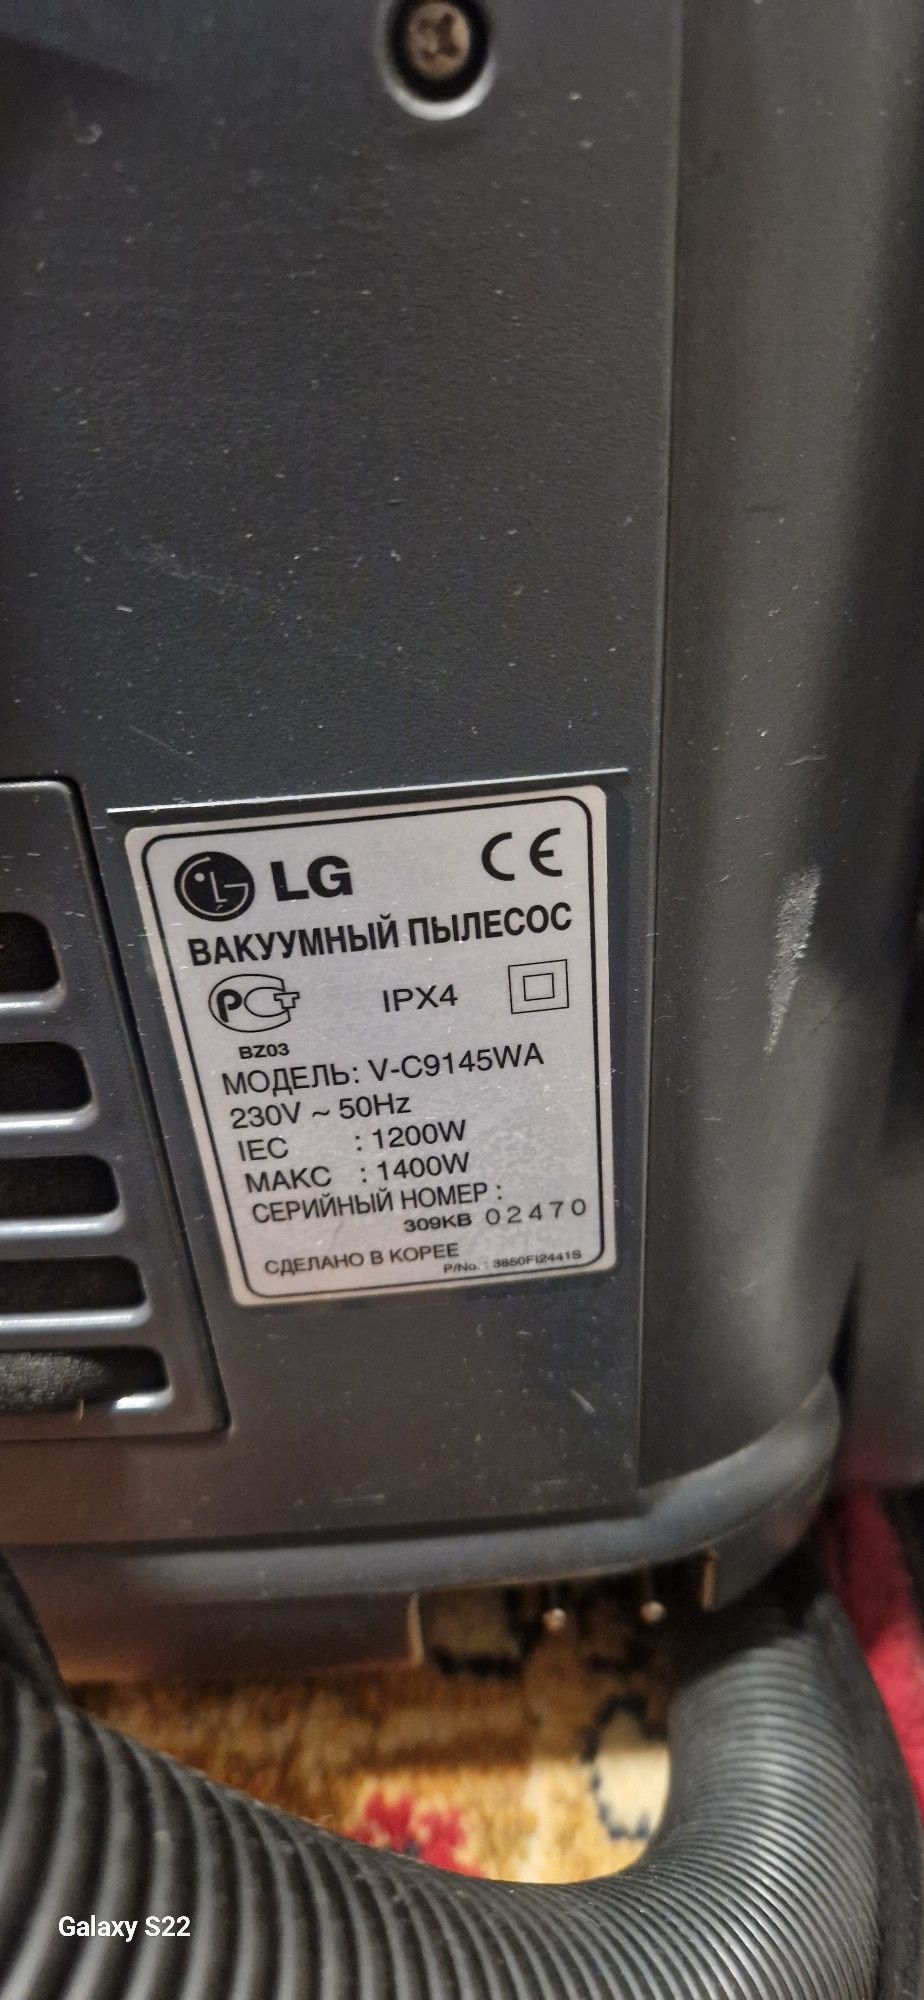 LG CE
ВАКУУМНЫЙ ПЫЛЕСОС
IPX4
BZ03
МОДЕЛЬ: V-C9145WA
230V ~ 50Hz
IEC : 1200W
МАКС : 1400W
СЕРИЙНЫЙ НОМЕР :
309KB 02470
СДЕЛАНО В КОРЕЕ
P/No. : 3850FI2441S
Galaxy S22